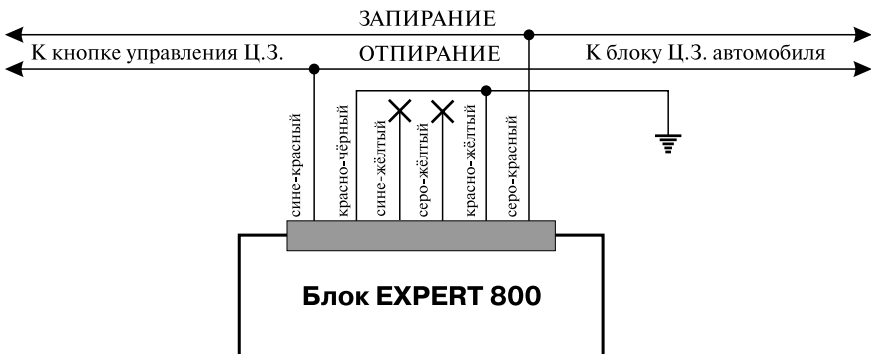 ЗАПИРАНИЕ
К кнопке управления Ц.З.
ОТПИРАНИЕ
К блоку Ц.З. автомобиля
сине-красный
красно-чёрный
сине-жёлтый
серо-жёлтый
красно-жёлтый
серо-красный
Блок EXPERT 800